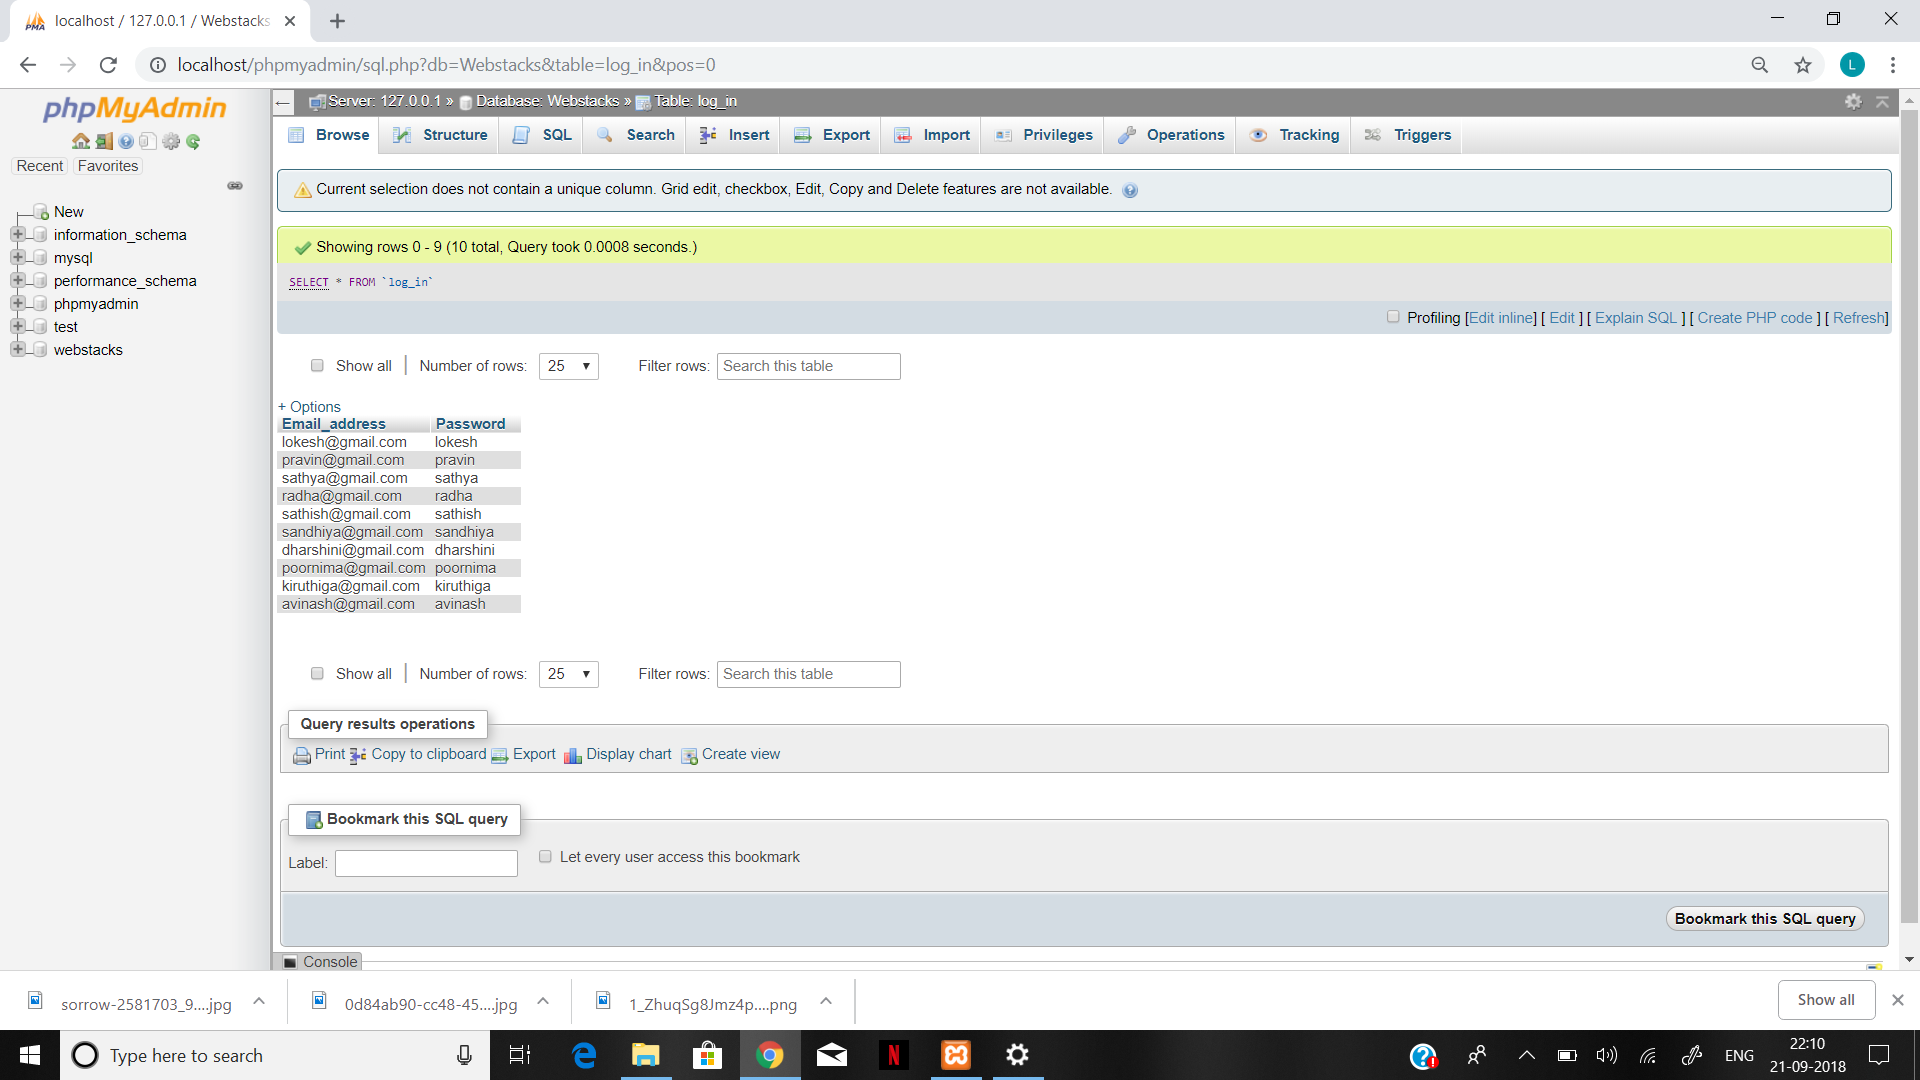 localhost / 127.0.0.1 / Webstacks
localhost/phpmyadmin/sql.php?db=Webstacks&table=log_in&pos=0
L
phpMyAdmin
Recent Favorites
New
information_schema
mysql
performance_schema
phpmyadmin
test
webstacks
Server: 127.0.0.1 » Database: Webstacks » Table: log_in
Browse Structure SQL Search Insert Export Import Privileges Operations Tracking Triggers
Current selection does not contain a unique column. Grid edit, checkbox, Edit, Copy and Delete features are not available.
Showing rows 0 - 9 (10 total, Query took 0.0008 seconds.)
SELECT * FROM `log_in`
Profiling [Edit inline] [ Edit ] [ Explain SQL ] [ Create PHP code ] [ Refresh]
Show all | Number of rows: 25 Filter rows: Search this table
+ Options
Email_address Password
lokesh@gmail.com lokesh
pravin@gmail.com pravin
sathya@gmail.com sathya
radha@gmail.com radha
sathish@gmail.com sathish
sandhiya@gmail.com sandhiya
dharshini@gmail.com dharshini
poornima@gmail.com poornima
kiruthiga@gmail.com kiruthiga
avinash@gmail.com avinash
Show all | Number of rows: 25 Filter rows: Search this table
Query results operations
Print Copy to clipboard Export Display chart Create view
Bookmark this SQL query
Label: Let every user access this bookmark
Bookmark this SQL query
Console
sorrow-2581703_9....jpg 0d84ab90-cc48-45....jpg 1_ZhuqSg8Jmz4p....png Show all
Type here to search
N
ENG
22:10
21-09-2018